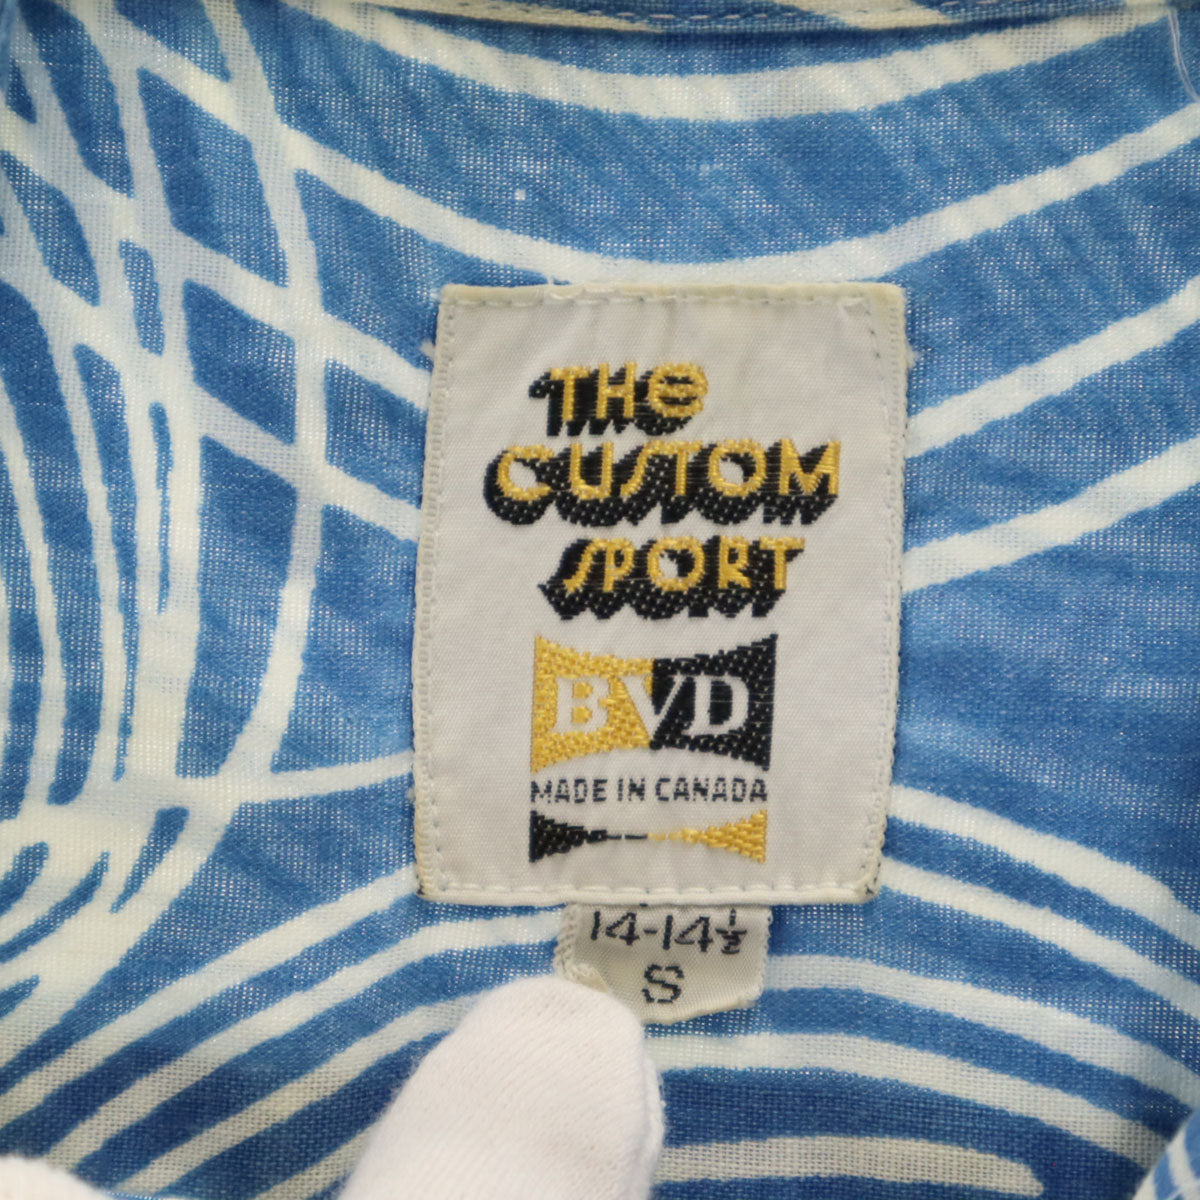 THE
CUSTOM
SPORT
BVD
MADE IN CANADA
14-14½
S